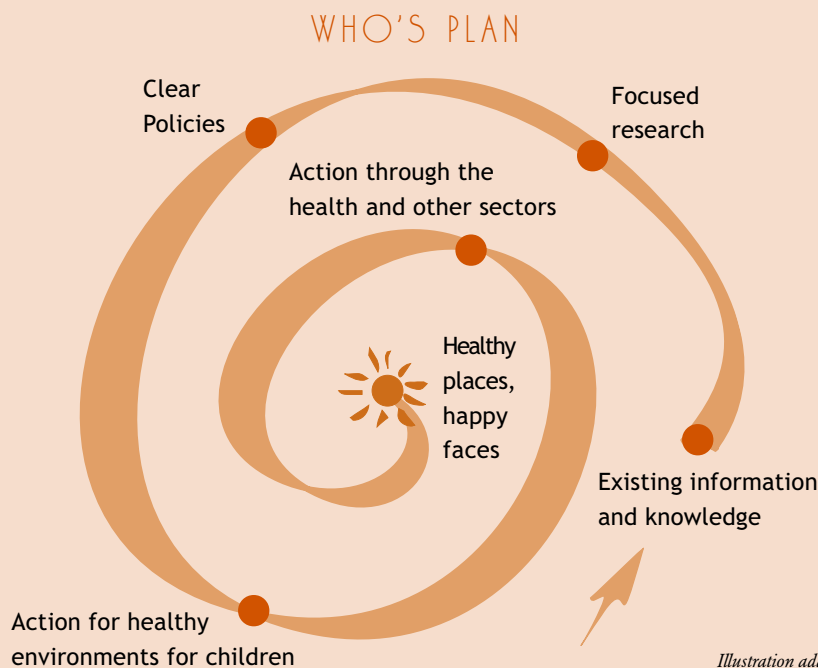 WHO'S PLAN
Clear
Policies
Focused
research
Action through the
health and other sectors
Healthy
places,
happy
faces
Existing information
and knowledge
Action for healthy
environments for children
Illustration